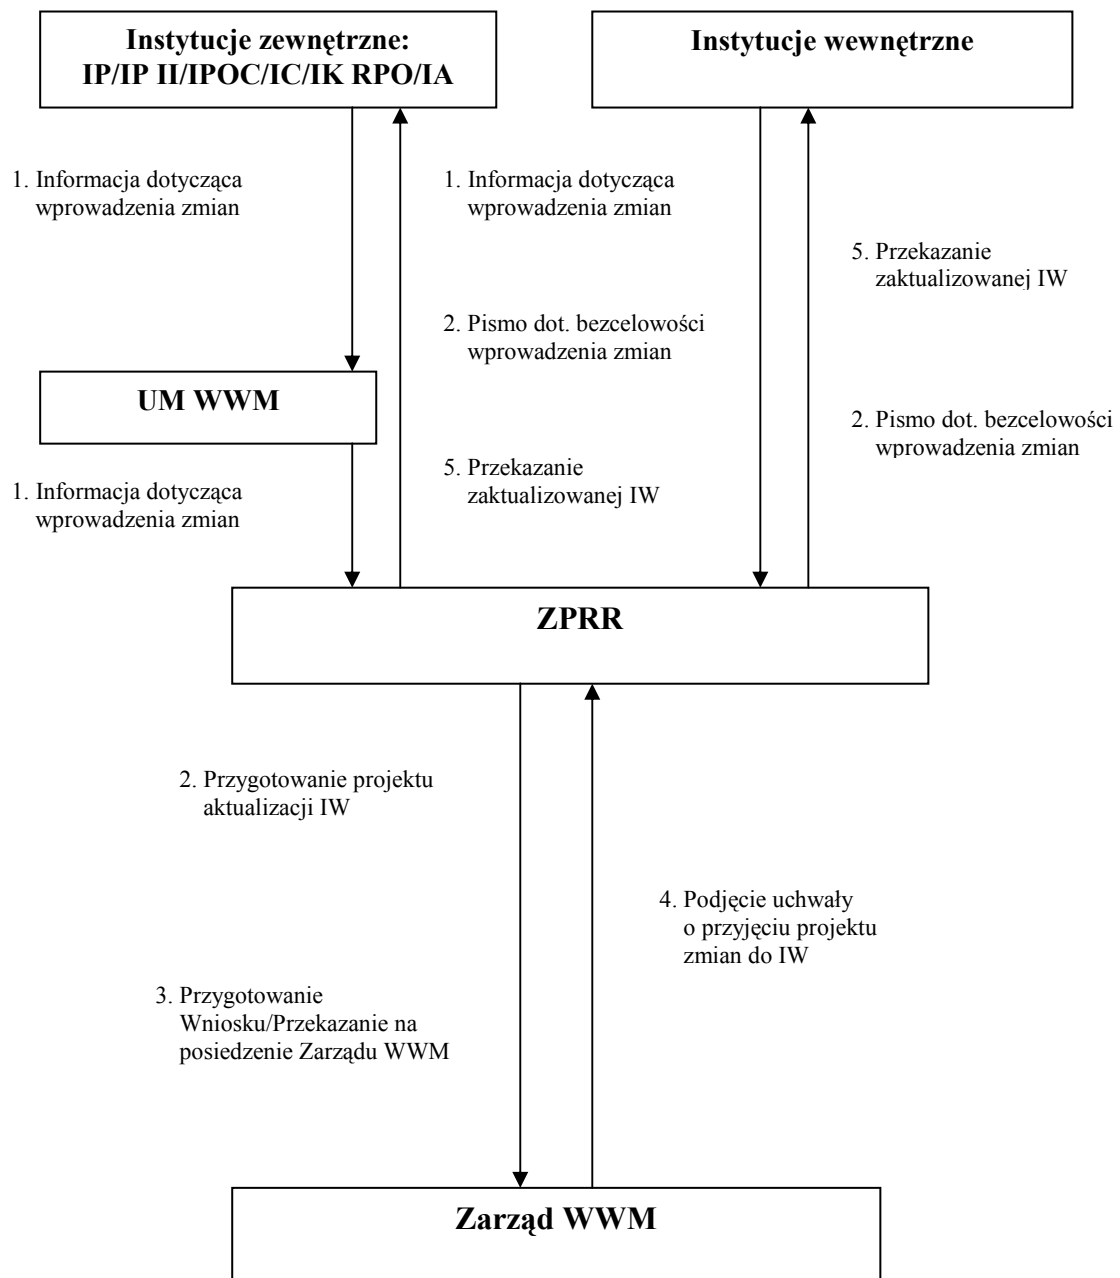 Instytucje zewnętrzne:
IP/IP II/IPOC/IC/IK RPO/IA
Instytucje wewnętrzne
1. Informacja dotycząca
wprowadzenia zmian
1. Informacja dotycząca
wprowadzenia zmian
5. Przekazanie
zaktualizowanej IW
2. Pismo dot. bezcelowości
wprowadzenia zmian
UM WWM
2. Pismo dot. bezcelowości
wprowadzenia zmian
5. Przekazanie
zaktualizowanej IW
1. Informacja dotycząca
wprowadzenia zmian
ZPRR
2. Przygotowanie projektu
aktualizacji IW
4. Podjęcie uchwały
o przyjęciu projektu
zmian do IW
3. Przygotowanie
Wniosku/Przekazanie na
posiedzenie Zarządu WWM
Zarząd WWM